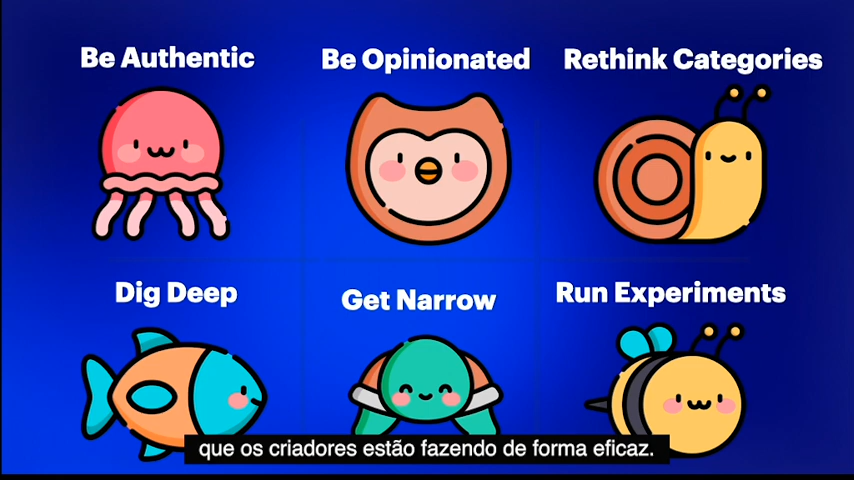 Be Authentic
Be Opinionated
Rethink Categories
Dig Deep
Get Narrow
Run Experiments
que os criadores estão fazendo de forma eficaz.